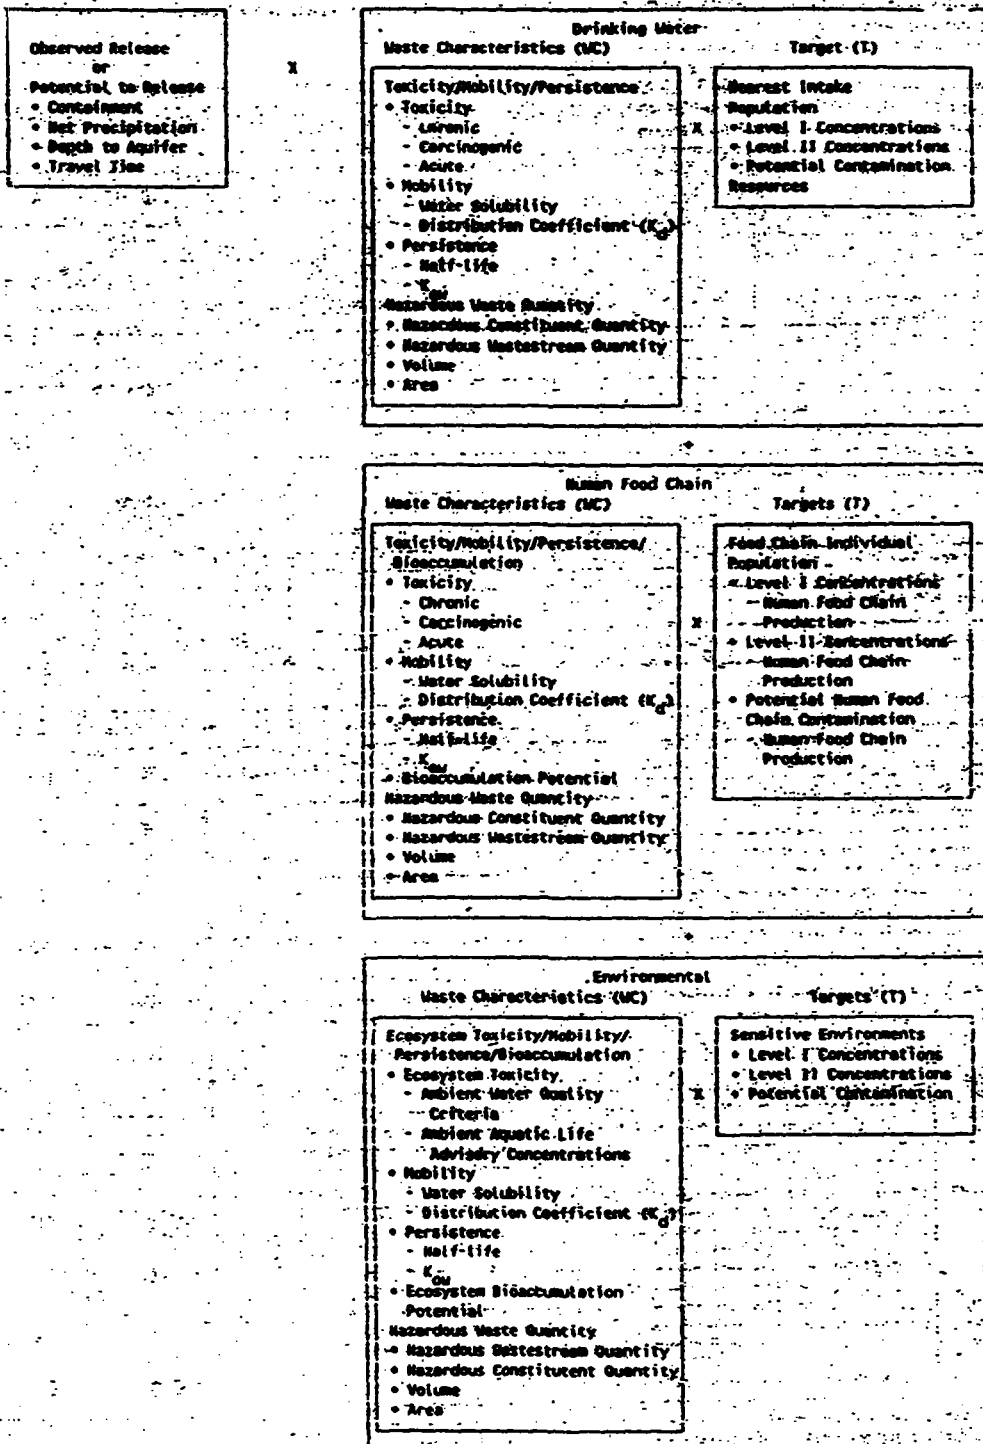 Observed Release
or
Potential to Release
• Containment
• Net Precipitation
• Depth to Aquifer
• Travel Time
X
Drinking Water
Waste Characteristics (WC)
Target (T)
Toxicity/Mobility/Persistence
• Toxicity
- Chronic
- Carcinogenic
- Acute
• Mobility
- Water Solubility
- Distribution Coefficient (Kd)
• Persistence
- Half-life
- Kow
Hazardous Waste Quantity
• Hazardous Constituent Quantity
• Hazardous Wastestream Quantity
• Volume
• Area
X
Nearest Intake
Population
• Level I Concentrations
• Level II Concentrations
• Potential Contamination
Resources
+
Human Food Chain
Waste Characteristics (WC)
Targets (T)
Toxicity/Mobility/Persistence/
Bioaccumulation
• Toxicity
- Chronic
- Carcinogenic
- Acute
• Mobility
- Water Solubility
- Distribution Coefficient (Kd)
• Persistence
- Half-life
- Kow
• Bioaccumulation Potential
Hazardous Waste Quantity
• Hazardous Constituent Quantity
• Hazardous Wastestream Quantity
• Volume
• Area
X
Food Chain Individual
Population
• Level I Concentrations
- Human Food Chain
Production
• Level II Concentrations
- Human Food Chain
Production
• Potential Human Food
Chain Contamination
- Human Food Chain
Production
+
Environmental
Waste Characteristics (WC)
Targets (T)
Ecosystem Toxicity/Mobility/
Persistence/Bioaccumulation
• Ecosystem Toxicity
- Ambient Water Quality
Criteria
- Ambient Aquatic Life
Advisory Concentrations
• Mobility
- Water Solubility
- Distribution Coefficient (Kd)
• Persistence
- Half-life
- Kow
• Ecosystem Bioaccumulation
Potential
Hazardous Waste Quantity
• Hazardous Wastestream Quantity
• Hazardous Constitutent Quantity
• Volume
• Area
X
Sensitive Environments
• Level I Concentrations
• Level II Concentrations
• Potential Contamination